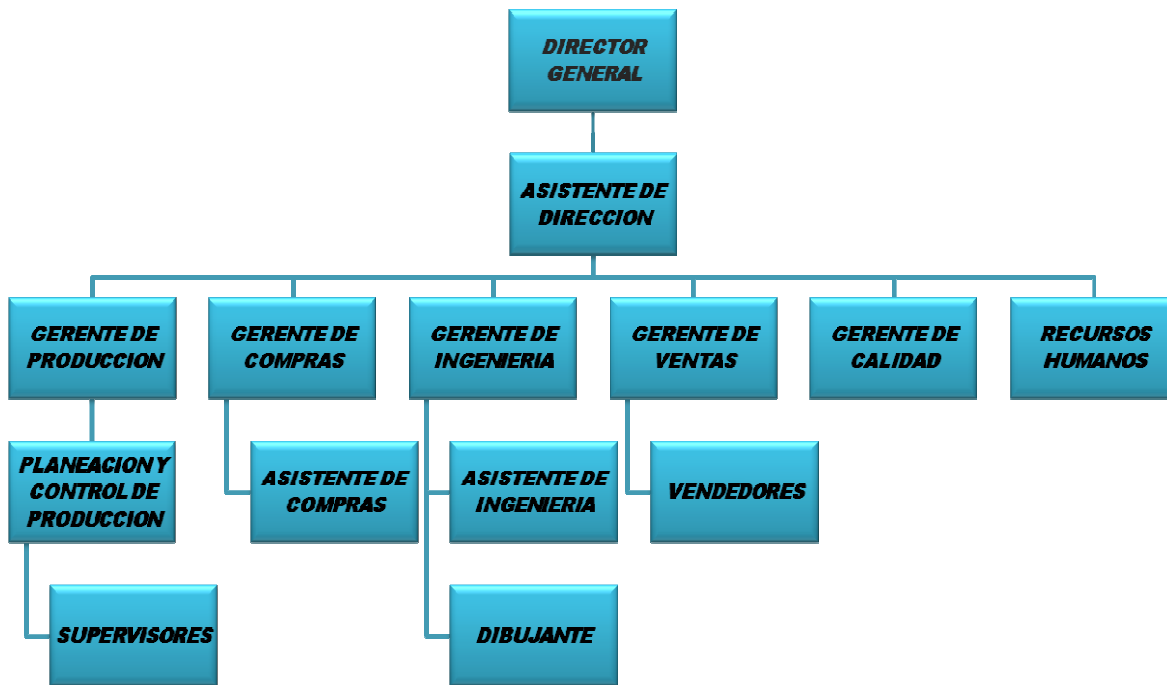 DIRECTOR
GENERAL
ASISTENTE DE
DIRECCION
GERENTE DE
PRODUCCION
GERENTE DE
COMPRAS
GERENTE DE
INGENIERIA
GERENTE DE
VENTAS
GERENTE DE
CALIDAD
RECURSOS
HUMANOS
PLANEACION Y
CONTROL DE
PRODUCCION
ASISTENTE DE
COMPRAS
ASISTENTE DE
INGENIERIA
VENDEDORES
SUPERVISORES
DIBUJANTE